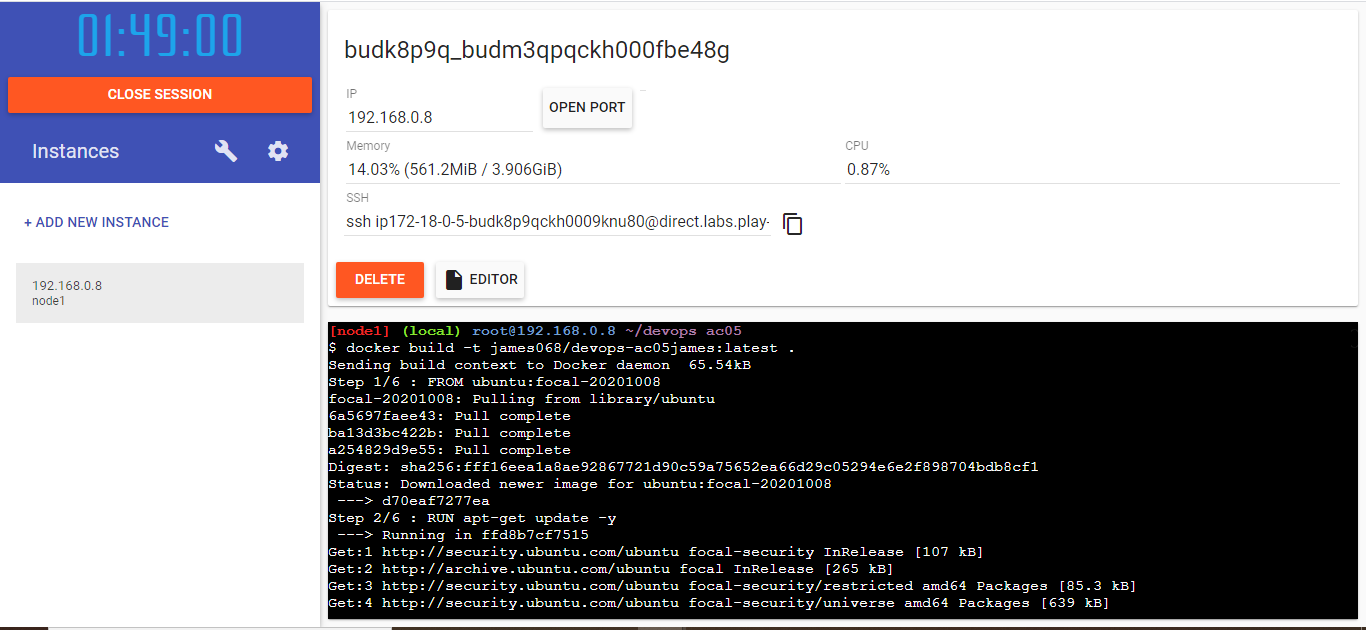 01:49:00
CLOSE SESSION
Instances
+ ADD NEW INSTANCE
192.168.0.8
node1
budk8p9q_budm3qpqckh000fbe48g
IP
192.168.0.8
OPEN PORT
Memory
14.03% (561.2MiB / 3.906GiB)
CPU
0.87%
SSH
ssh ip172-18-0-5-budk8p9qckh0009knu80@direct.labs.play-
DELETE
EDITOR
[node1] (local) root@192.168.0.8 ~/devops ac05
$ docker build -t james068/devops-ac05james:latest .
Sending build context to Docker daemon  65.54kB
Step 1/6 : FROM ubuntu:focal-20201008
focal-20201008: Pulling from library/ubuntu
6a5697faee43: Pull complete
ba13d3bc422b: Pull complete
a254829d9e55: Pull complete
Digest: sha256:fff16eea1a8ae92867721d90c59a75652ea66d29c05294e6e2f898704bdb8cf1
Status: Downloaded newer image for ubuntu:focal-20201008
 ---> d70eaf7277ea
Step 2/6 : RUN apt-get update -y
 ---> Running in ffd8b7cf7515
Get:1 http://security.ubuntu.com/ubuntu focal-security InRelease [107 kB]
Get:2 http://archive.ubuntu.com/ubuntu focal InRelease [265 kB]
Get:3 http://security.ubuntu.com/ubuntu focal-security/restricted amd64 Packages [85.3 kB]
Get:4 http://security.ubuntu.com/ubuntu focal-security/universe amd64 Packages [639 kB]